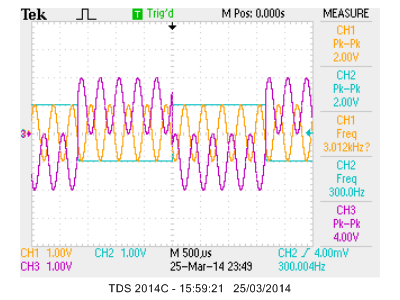 Tek T Trig'd M Pos: 0.000s MEASURE
CH1
Pk-Pk
2.00V
CH2
Pk-Pk
2.00V
CH1
Freq
3.012kHz?
CH2
Freq
300.0Hz
CH3
Pk-Pk
4.00V
3
CH1 1.00V CH2 1.00V M 500µs CH2 / 4.00mV
CH3 1.00V 25-Mar-14 23:49 300.004Hz
TDS 2014C - 15:59:21 25/03/2014